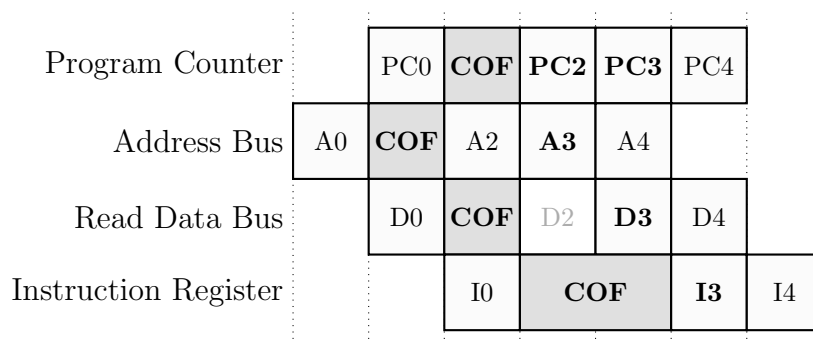 Program Counter PC0 COF PC2 PC3 PC4
Address Bus A0 COF A2 A3 A4
Read Data Bus D0 COF D2 D3 D4
Instruction Register I0 COF I3 I4